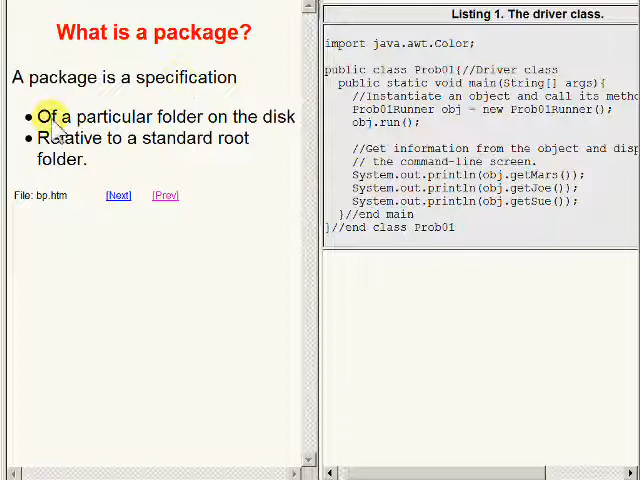 What is a package?
A package is a specification
• Of a particular folder on the disk
• Relative to a standard root
folder.
File: bp.htm [Next] [Prev]
Listing 1. The driver class.
import java.awt.Color;
public class Prob01{//Driver class
public static void main(String[] args){
//Instantiate an object and call its
Prob01Runner obj = new Prob01Runner();
obj.run();
//Get information from the object and
// the command-line screen.
System.out.println(obj.getMars());
System.out.println(obj.getJoe());
System.out.println(obj.getSue());
}//end main
}//end class Prob01